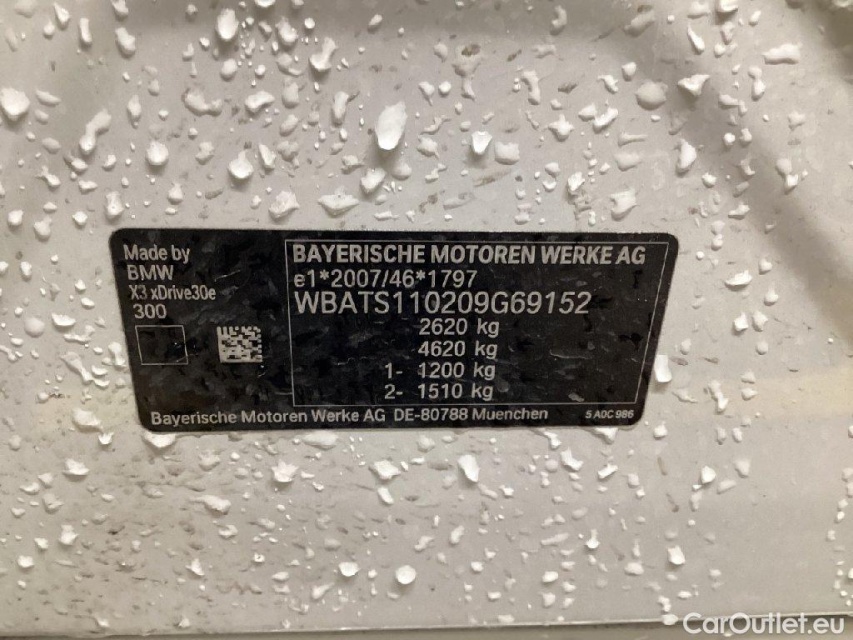 Made by
BMW
X3 xDrive30e
300
BAYERISCHE MOTOREN WERKE AG
e1*2007/46*1797
WBATS110209G69152
2620 kg
4620 kg
1- 1200 kg
2- 1510 kg
Bayerische Motoren Werke AG DE-80788 Muenchen
5 A0C 986
CarOutlet.eu